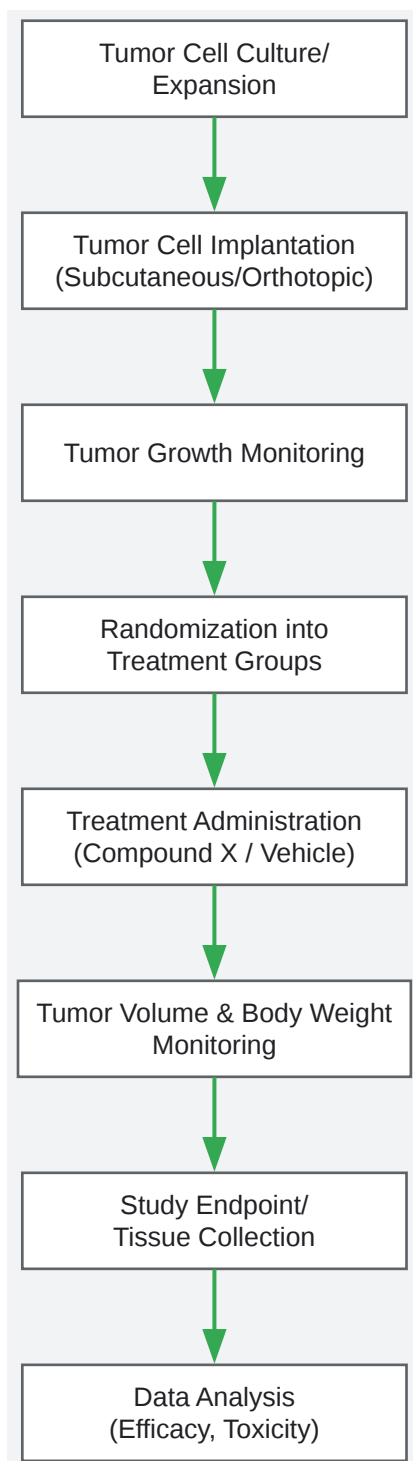 Tumor Cell Culture/
Expansion
Tumor Cell Implantation
(Subcutaneous/Orthotopic)
Tumor Growth Monitoring
Randomization into
Treatment Groups
Treatment Administration
(Compound X / Vehicle)
Tumor Volume & Body Weight
Monitoring
Study Endpoint/
Tissue Collection
Data Analysis
(Efficacy, Toxicity)